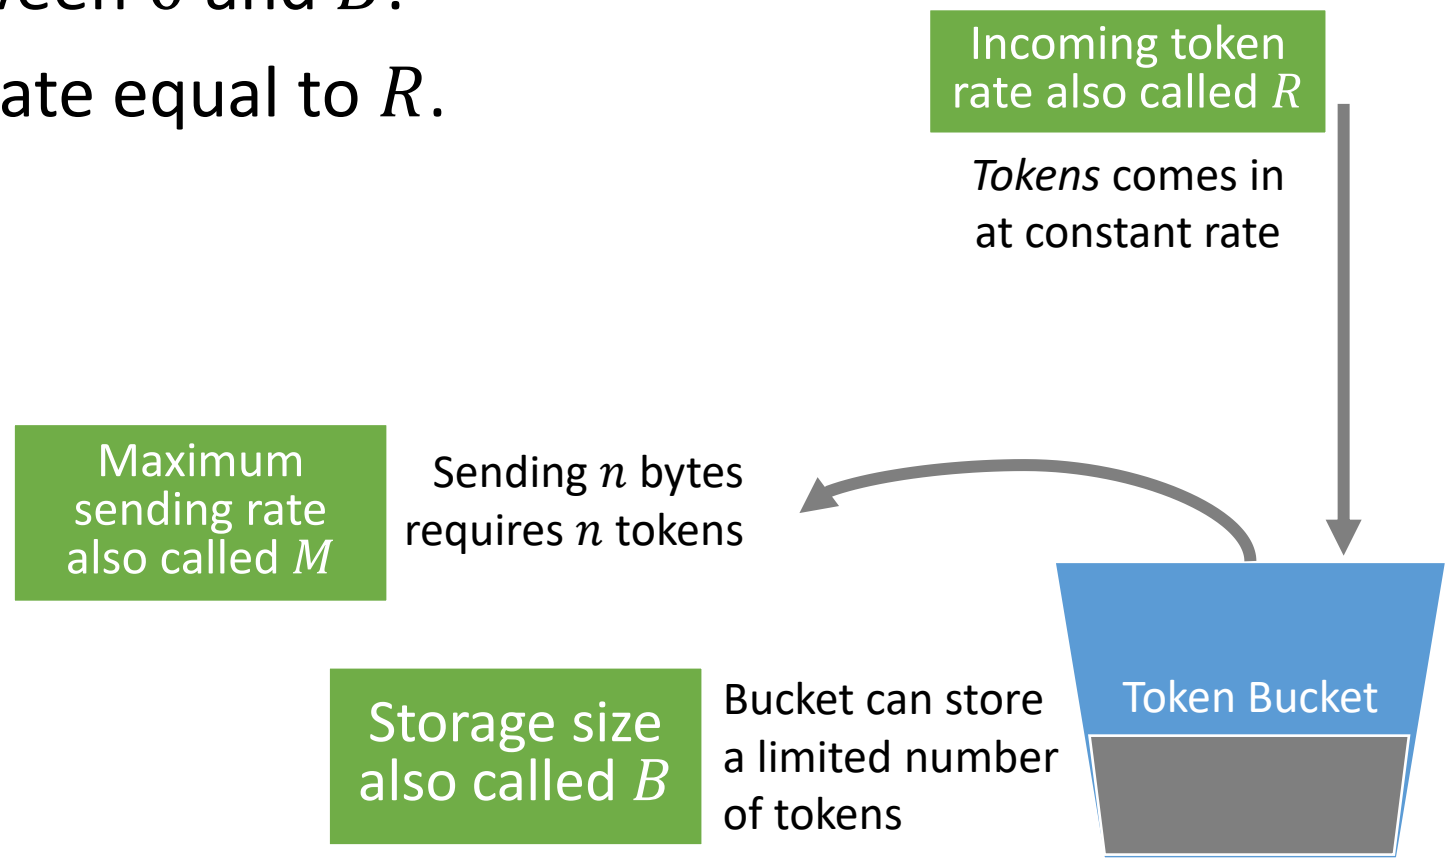 and B.
ate equal to R.
Incoming token
rate also called R
Tokens comes in
at constant rate
Maximum
sending rate
also called M
Sending n bytes
requires n tokens
Storage size
also called B
Bucket can store
a limited number
of tokens
Token Bucket